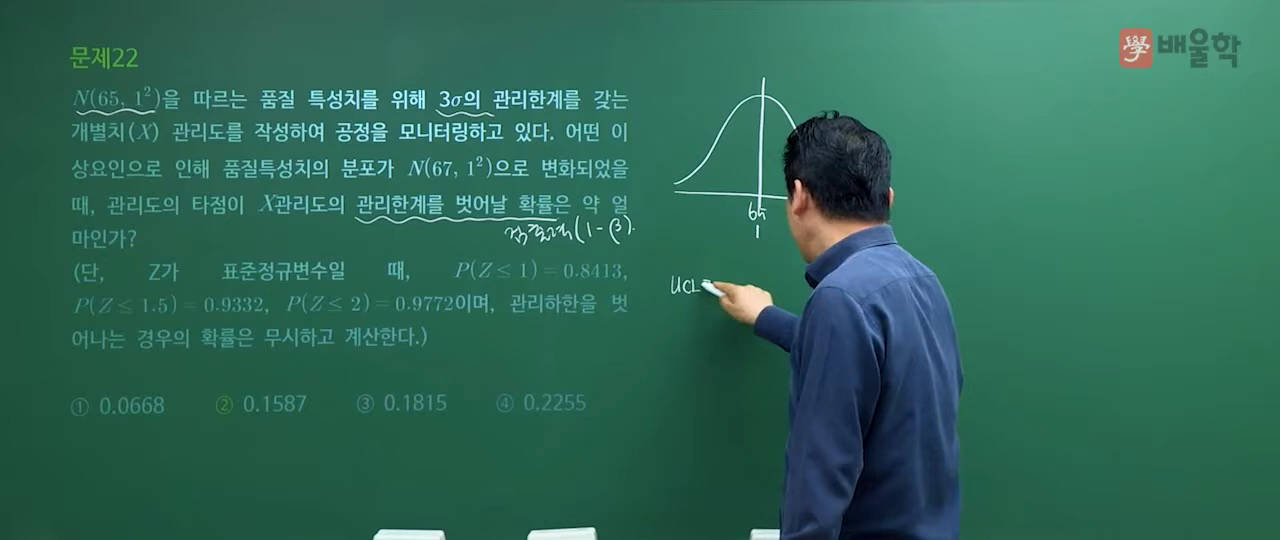 문제22
學 배울학
N(65, 1²)을 따르는 품질 특성치를 위해 3σ의 관리한계를 갖는
개별치(X) 관리도를 작성하여 공정을 모니터링하고 있다. 어떤 이
상요인으로 인해 품질특성치의 분포가 N(67, 1²)으로 변화되었을
때, 관리도의 타점이 X관리도의 관리한계를 벗어날 확률은 약 얼
마인가?
(1-β).
(단, Z가 표준정규변수일 때, P(Z ≤ 1) = 0.8413,
P(Z ≤ 1.5) = 0.9332, P(Z ≤ 2) = 0.9772이며, 관리하한을 벗
어나는 경우의 확률은 무시하고 계산한다.)
① 0.0668 ② 0.1587 ③ 0.1815 ④ 0.2255
65
1
UCL